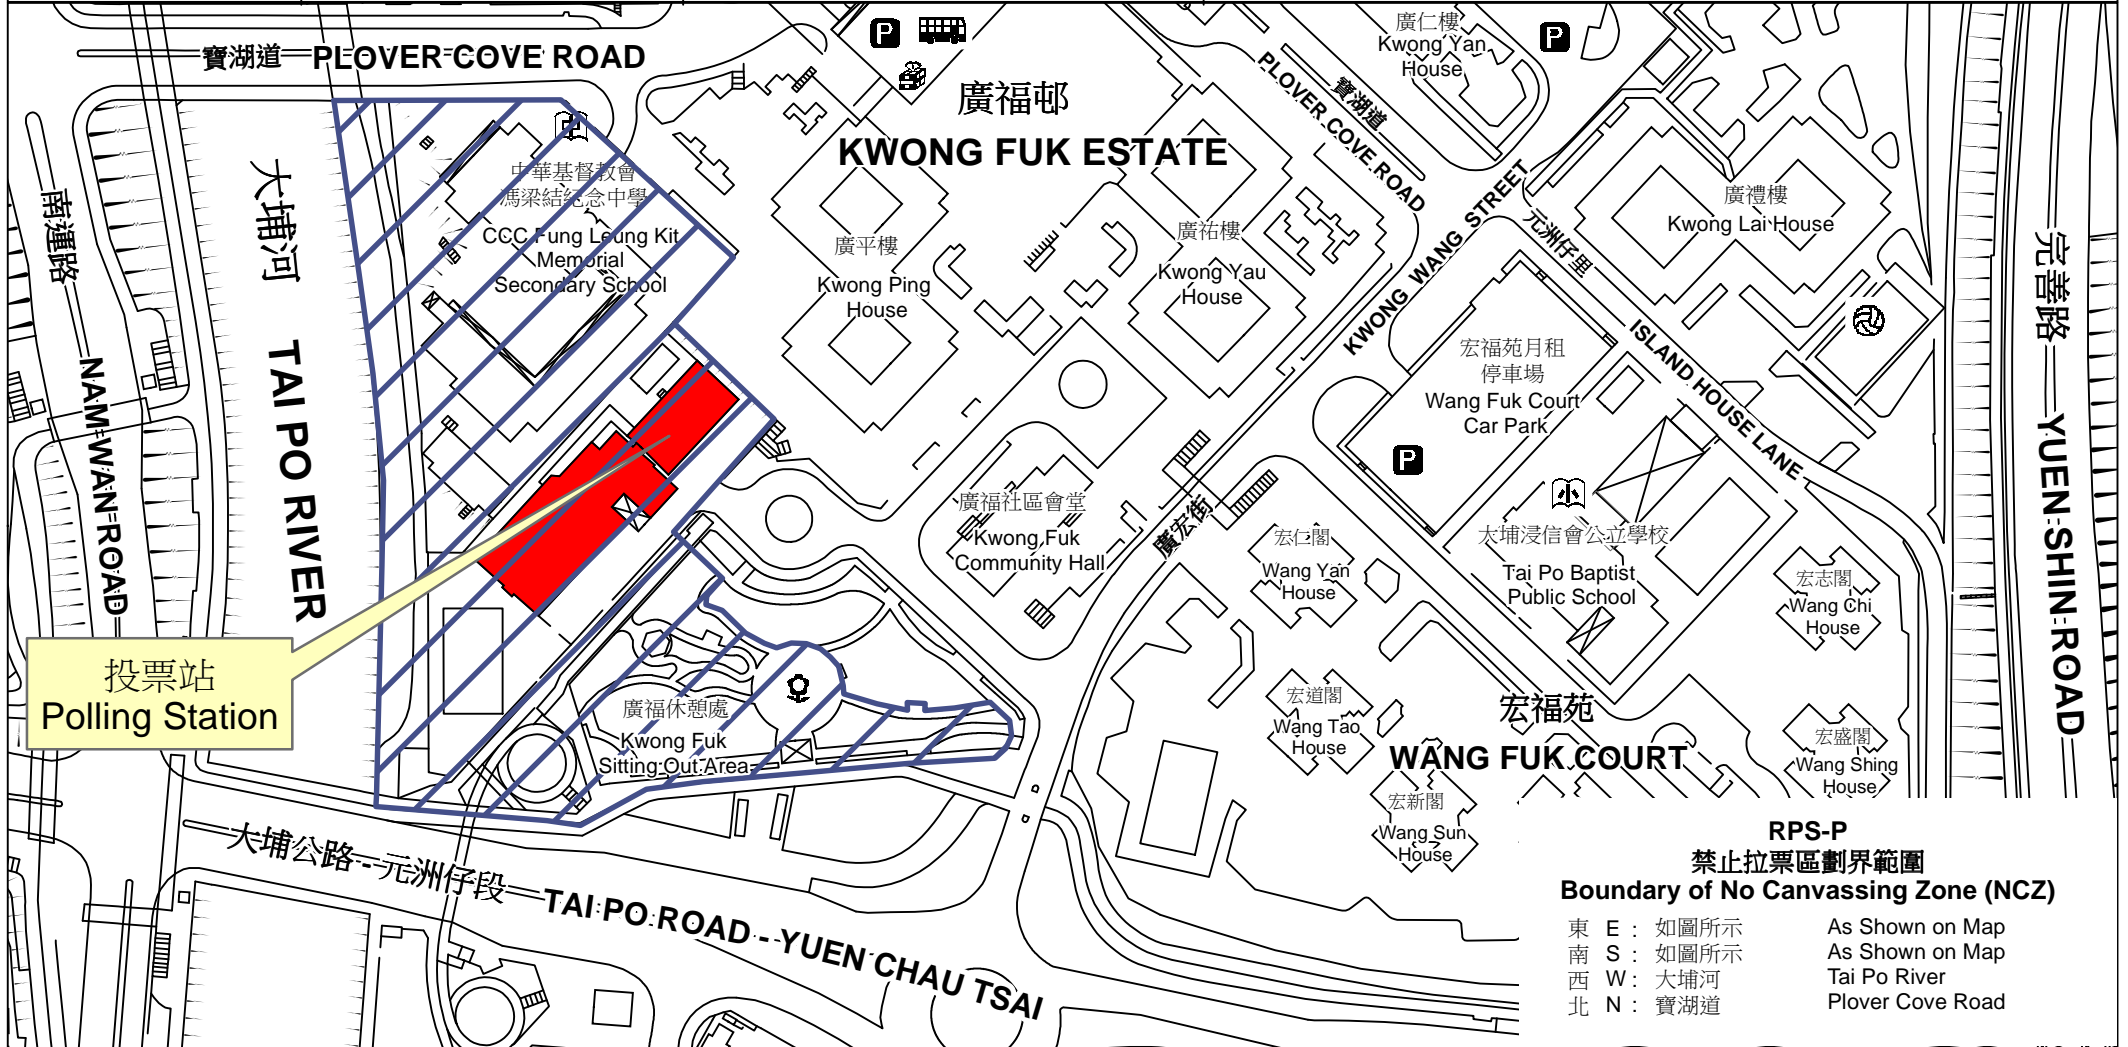 寶湖道 PLOVER COVE ROAD
廣福邨
KWONG FUK ESTATE
廣仁樓
Kwong Yan
House
P
P
寶湖道
PLOVER COVE ROAD
中
中華基督教會
馮梁結紀念中學
CCC Fung Leung Kit
Memorial
Secondary School
大埔河 TAI PO RIVER
南運路 NAM WAN ROAD
廣平樓
Kwong Ping
House
廣祐樓
Kwong Yau
House
KWONG WANG STREET
廣宏街
元洲仔里
ISLAND HOUSE LANE
廣禮樓
Kwong Lai House
完善路 YUEN SHIN ROAD
宏福苑月租
停車場
Wang Fuk Court
Car Park
P
小
大埔浸信會公立學校
Tai Po Baptist
Public School
廣福社區會堂
Kwong Fuk
Community Hall
宏仁閣
Wang Yan
House
宏志閣
Wang Chi
House
投票站
Polling Station
廣福休憩處
Kwong Fuk
Sitting Out Area
宏道閣
Wang Tao
House
宏福苑
WANG FUK COURT
宏盛閣
Wang Shing
House
宏新閣
Wang Sun
House
大埔公路 - 元洲仔段 TAI PO ROAD - YUEN CHAU TSAI
RPS-P
禁止拉票區劃界範圍
Boundary of No Canvassing Zone (NCZ)
東 E : 如圖所示 As Shown on Map
南 S : 如圖所示 As Shown on Map
西 W : 大埔河 Tai Po River
北 N : 寶湖道 Plover Cove Road